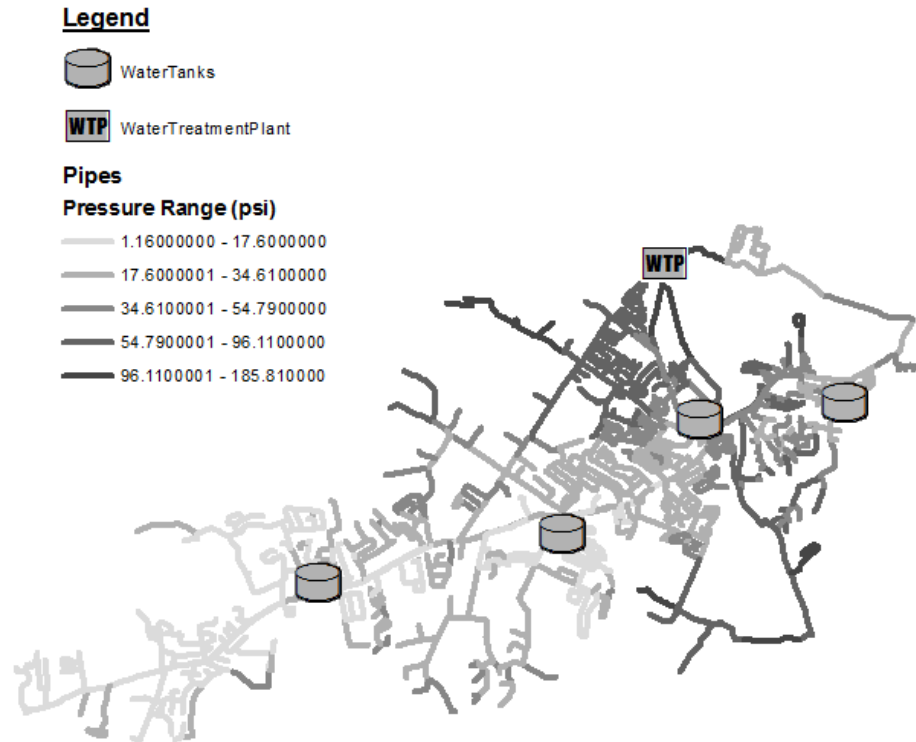 Legend
WaterTanks
WTP WaterTreatmentPlant
Pipes
Pressure Range (psi)
1.16000000 - 17.6000000
17.6000001 - 34.6100000
34.6100001 - 54.7900000
54.7900001 - 96.1100000
96.1100001 - 185.810000
WTP